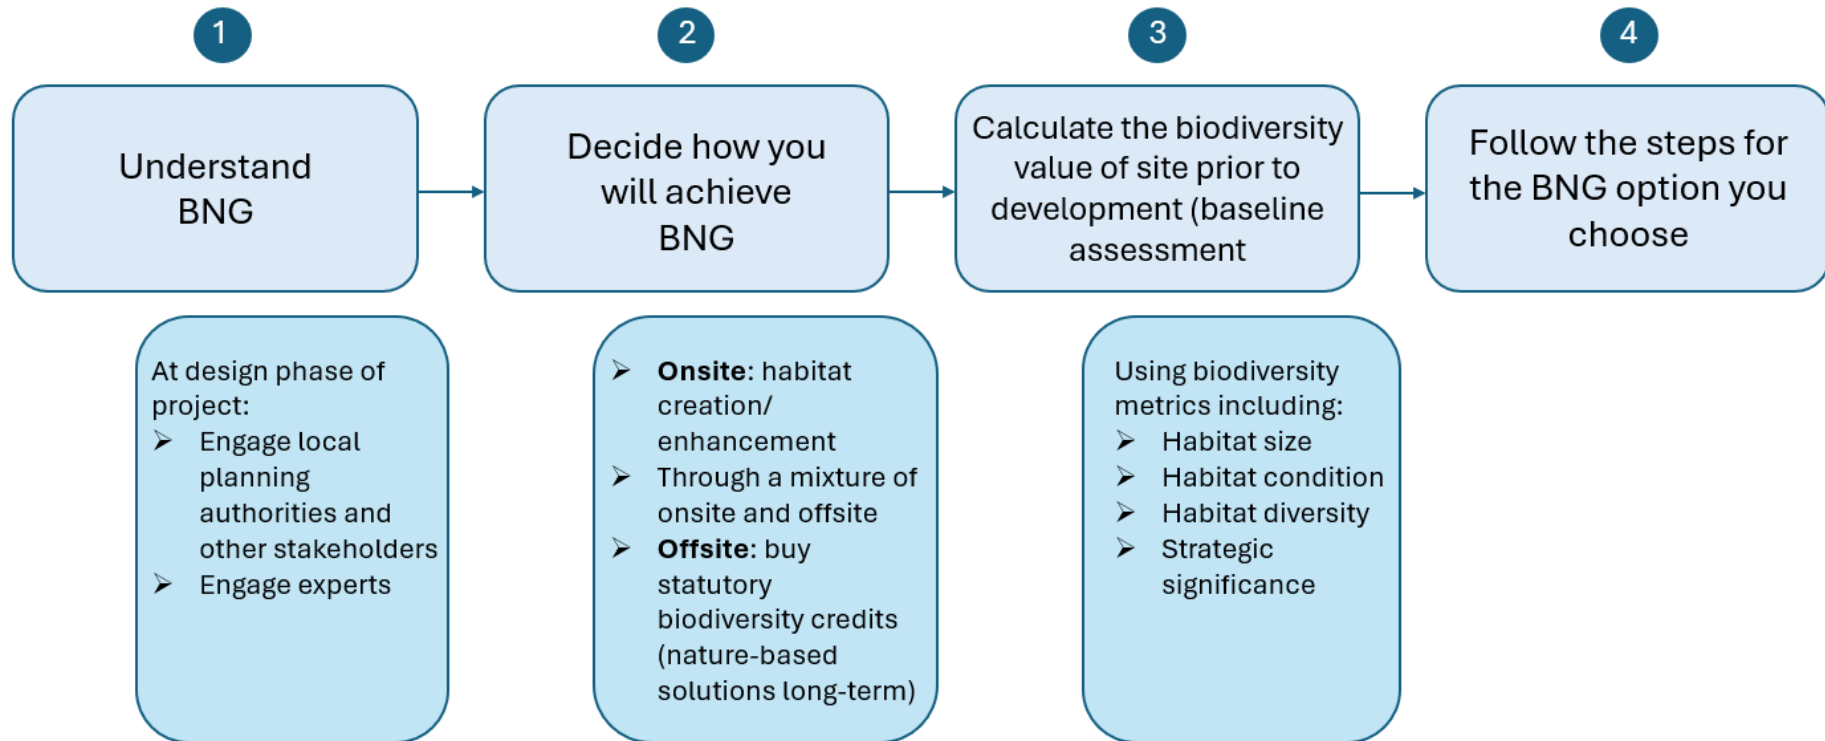 1
Understand
BNG
At design phase of
project:
➢ Engage local
planning
authorities and
other stakeholders
➢ Engage experts
2
Decide how you
will achieve
BNG
➢ Onsite: habitat
creation/
enhancement
➢ Through a mixture of
onsite and offsite
➢ Offsite: buy
statutory
biodiversity credits
(nature-based
solutions long-term)
3
Calculate the biodiversity
value of site prior to
development (baseline
assessment
Using biodiversity
metrics including:
➢ Habitat size
➢ Habitat condition
➢ Habitat diversity
➢ Strategic
significance
4
Follow the steps for
the BNG option you
choose